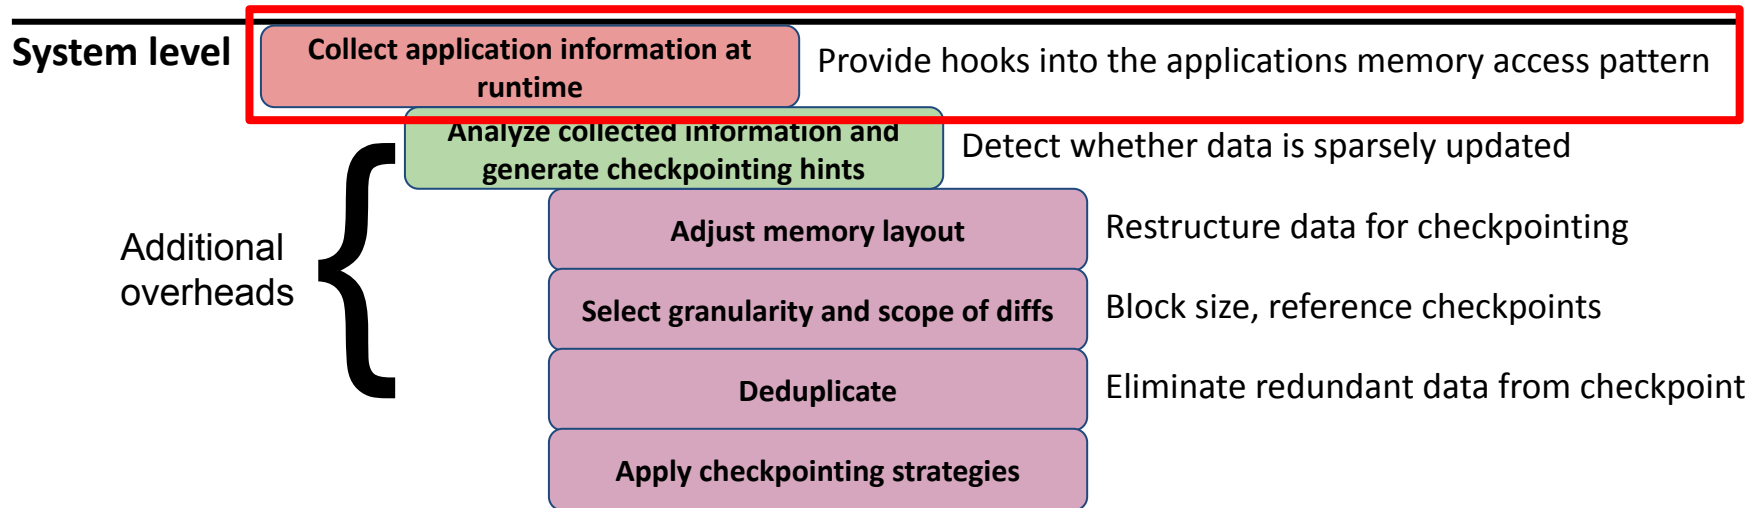 System level
Collect application information at
runtime
Provide hooks into the applications memory access pattern
Analyze collected information and
generate checkpointing hints
Detect whether data is sparsely updated
Additional
overheads
{
Adjust memory layout
Restructure data for checkpointing
Select granularity and scope of diffs
Block size, reference checkpoints
Deduplicate
Eliminate redundant data from checkpoint
Apply checkpointing strategies